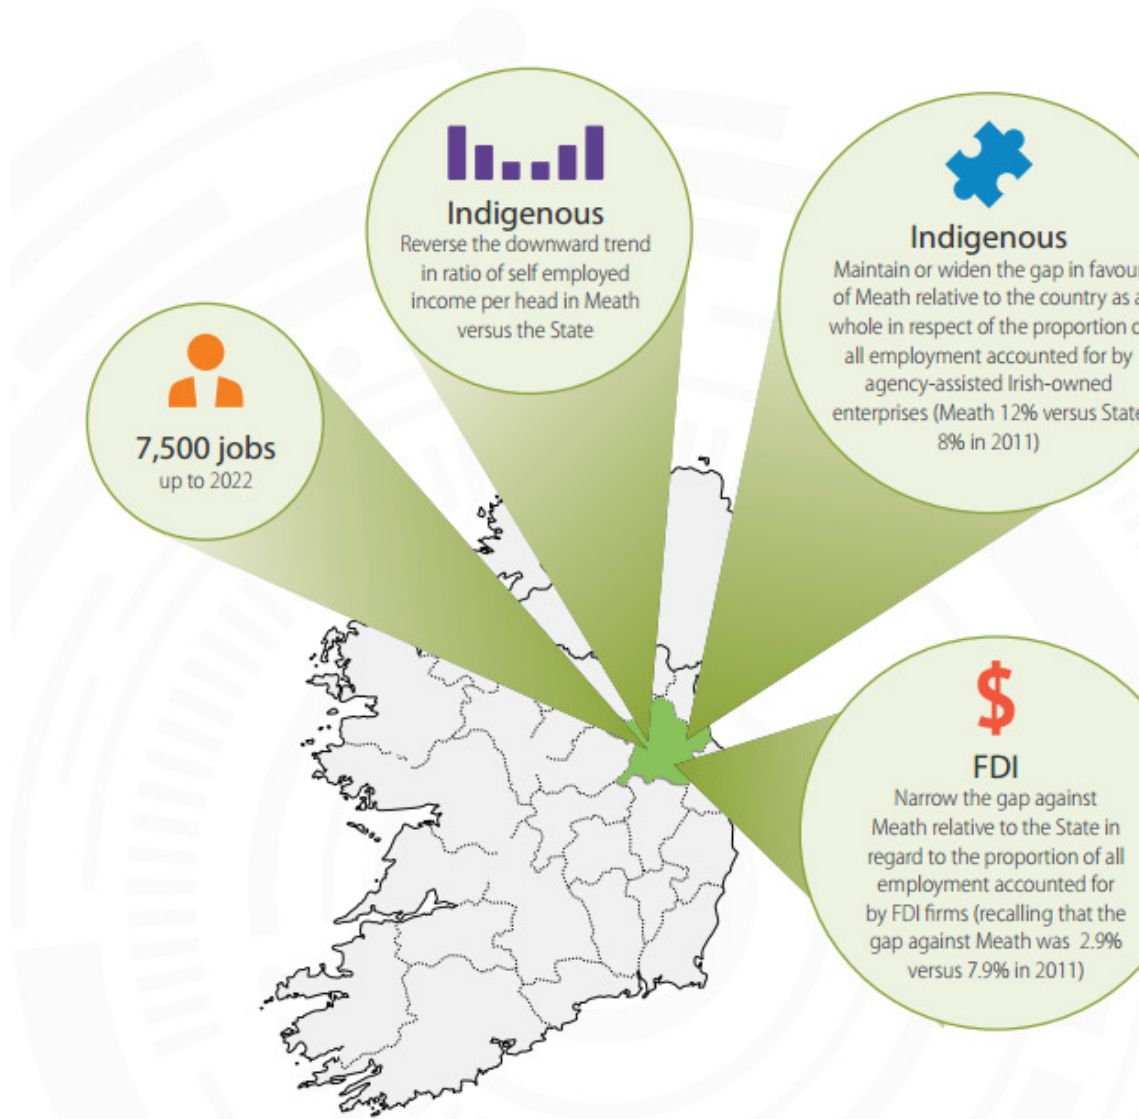 7,500 jobs
up to 2022
Indigenous
Reverse the downward trend
in ratio of self employed
income per head in Meath
versus the State
Indigenous
Maintain or widen the gap in favour
of Meath relative to the country as a
whole in respect of the proportion o
all employment accounted for by
agency-assisted Irish-owned
enterprises (Meath 12% versus State
8% in 2011)
$
FDI
Narrow the gap against
Meath relative to the State in
regard to the proportion of all
employment accounted for
by FDI firms (recalling that the
gap against Meath was 2.9%
versus 7.9% in 2011)